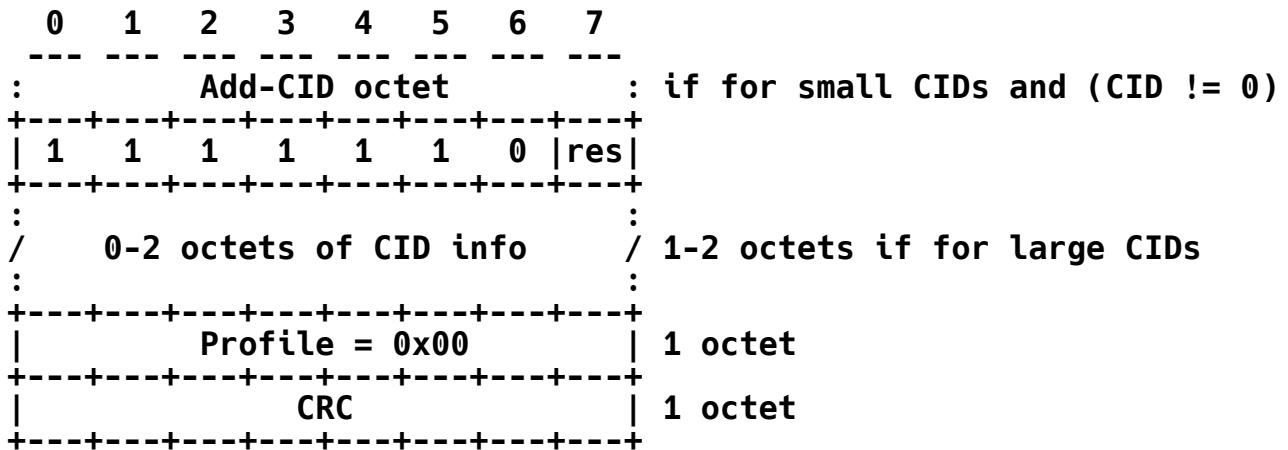 0   1   2   3   4   5   6   7
 --- --- --- --- --- --- --- ---
:         Add-CID octet         : if for small CIDs and (CID != 0)
+---+---+---+---+---+---+---+---+
| 1   1   1   1   1   1   0 |res|
+---+---+---+---+---+---+---+---+
:                               :
/    0-2 octets of CID info     / 1-2 octets if for large CIDs
:                               :
+---+---+---+---+---+---+---+---+
|         Profile = 0x00        | 1 octet
+---+---+---+---+---+---+---+---+
|              CRC              | 1 octet
+---+---+---+---+---+---+---+---+